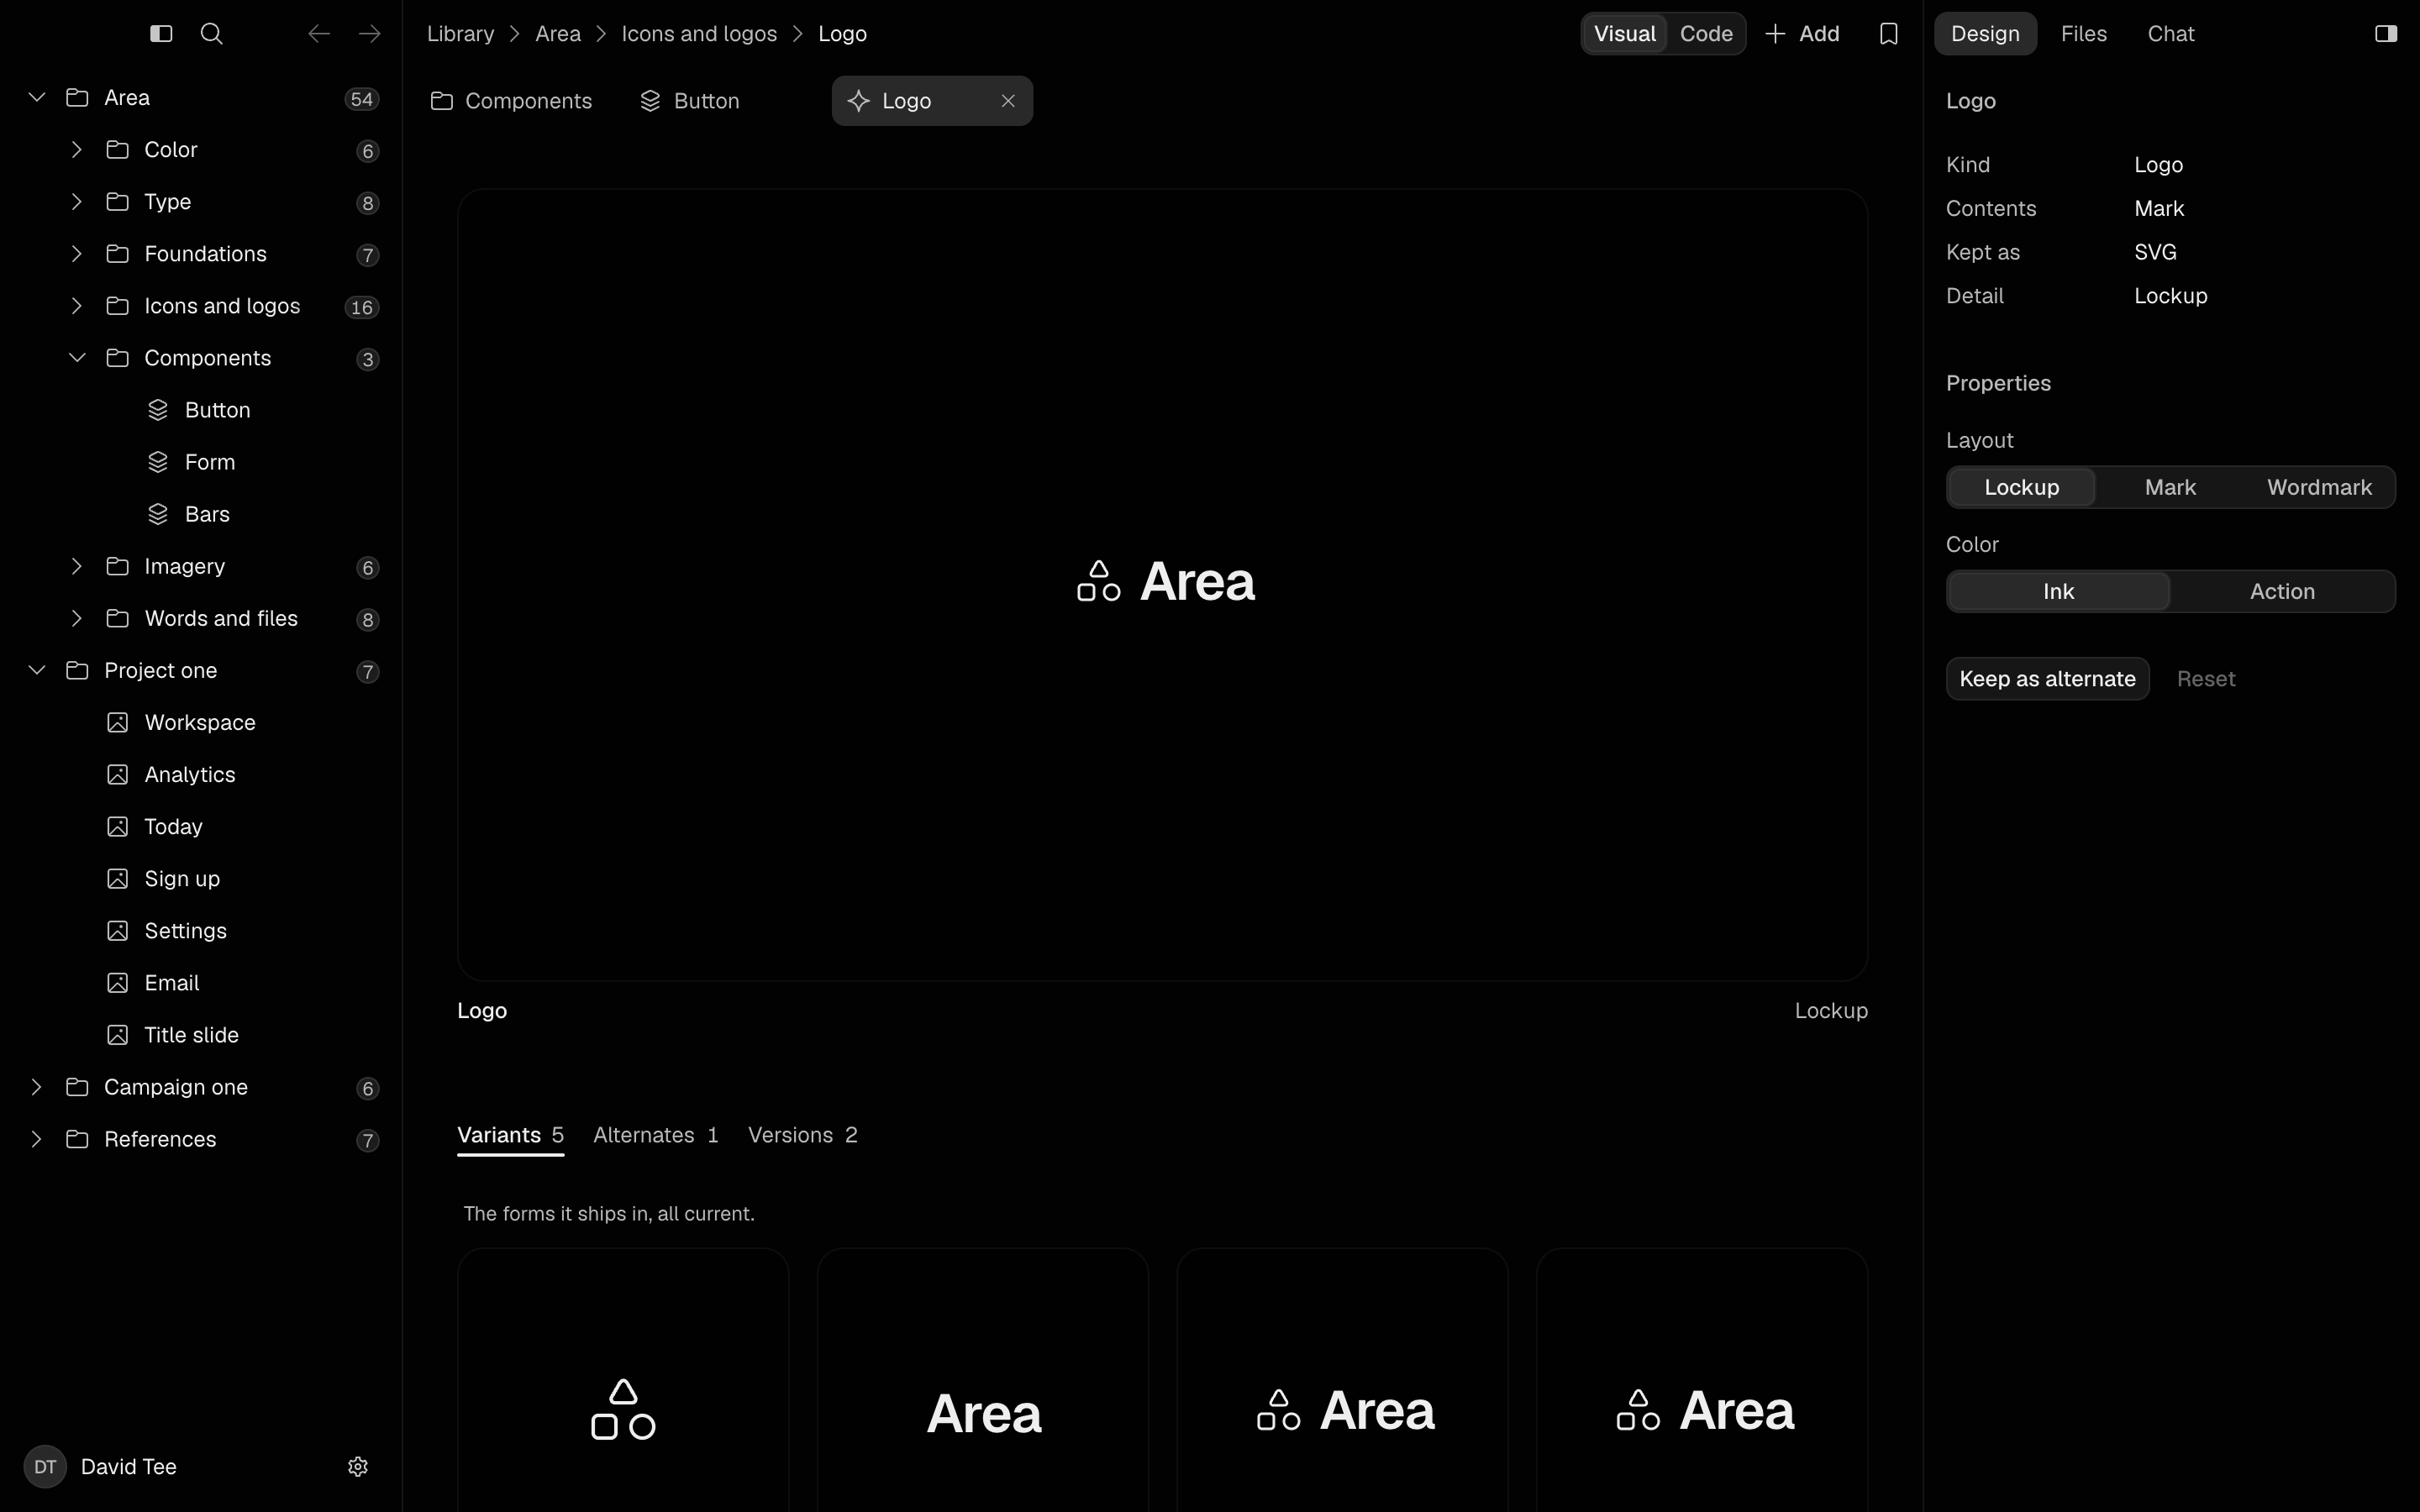 Library > Area > Icons and logos > Logo
Visual Code + Add
Design Files Chat
Area 54
Color 6
Type 8
Foundations 7
Icons and logos 16
Components 3
Button
Form
Bars
Imagery 6
Words and files 8
Project one 7
Workspace
Analytics
Today
Sign up
Settings
Email
Title slide
Campaign one 6
References 7
DT David Tee
Components Button Logo
Area
Logo Lockup
Variants 5 Alternates 1 Versions 2
The forms it ships in, all current.
Area Area Area
Logo
Kind Logo
Contents Mark
Kept as SVG
Detail Lockup
Properties
Layout
Lockup Mark Wordmark
Color
Ink Action
Keep as alternate Reset